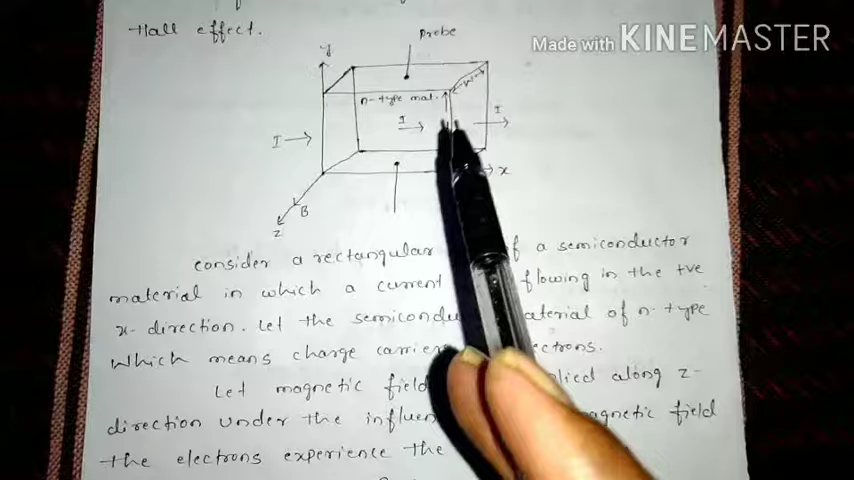 Hall effect.
Made with KINEMASTER
Probe
y
W
n-type mat.
I
I
I
x
B
z
consider a rectangular of a semiconductor
material in which a current flowing in the +ve
x-direction. Let the semicondu aterial of n-type
which means charge carrie ectrons.
Let magnetic field lied along z-
direction under the influen agnetic field
the electrons experience the